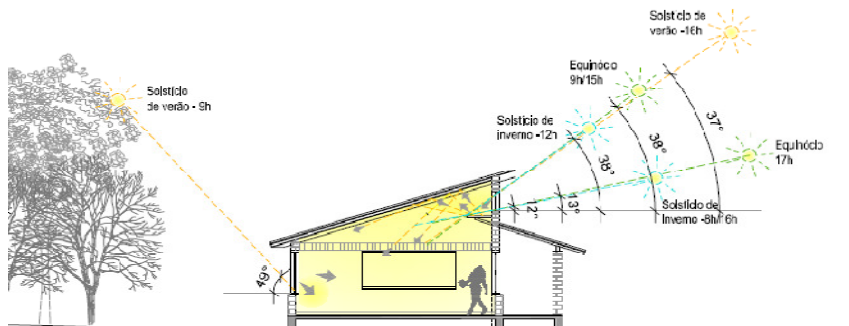 Solstício de
verão -16h
Equinócio
9h/15h
Solstício
de verão - 9h
Solstício de
inverno -12h
37°
38°
38°
Equinócio
17h
12°
13°
Solstício de
Inverno -8h/16h
49°